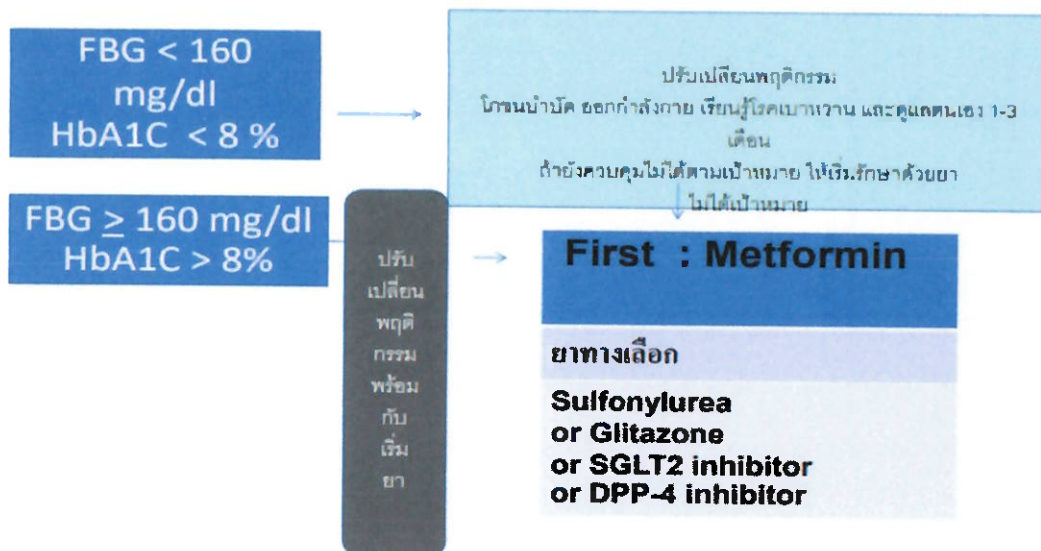 FBG < 160
mg/dl
HbA1C < 8 %
ปรับเปลี่ยนพฤติกรรม
โภชนบำบัด ออกกำลังกาย เรียนรู้โรคเบาหวาน และดูแลตนเอง 1-3
เดือน
ถ้ายังควบคุมไม่ได้ตามเป้าหมาย ให้เริ่มรักษาด้วยยา
ไม่ได้เป้าหมาย
FBG ≥ 160 mg/dl
HbA1C > 8%
ปรับ
เปลี่ยน
พฤติ
กรรม
พร้อม
กับ
เริ่ม
ยา
First : Metformin
ยาทางเลือก
Sulfonylurea
or Glitazone
or SGLT2 inhibitor
or DPP-4 inhibitor